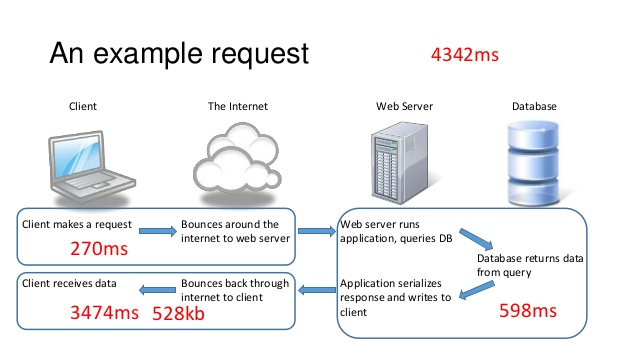 An example request
4342ms
Client
The Internet
Web Server
Database
Client makes a request
270ms
Bounces around the
internet to web server
Web server runs
application, queries DB
Database returns data
from query
598ms
Application serializes
response and writes to
client
Bounces back through
internet to client
528kb
Client receives data
3474ms